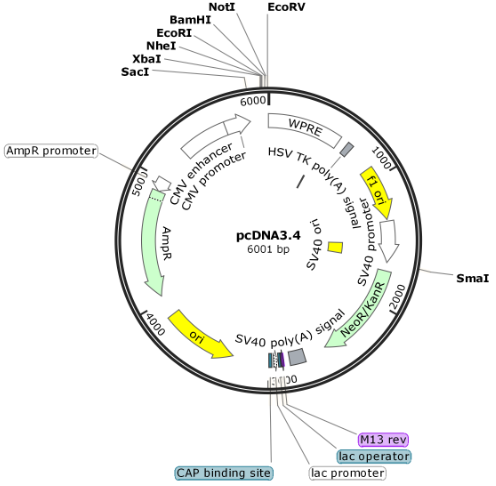 NotI
EcoRV
BamHI
EcoRI
NheI
XbaI
SacI
6000
WPRE
CMV enhancer
CMV promoter
HSV TK poly(A) signal
1000
AmpR promoter
5000
f1 ori
SV40 promoter
SV40 ori
pcDNA3.4
6001 bp
AmpR
SmaI
2000
NeoR/KanR
4000
ori
SV40 poly(A) signal
M13 rev
lac operator
CAP binding site
lac promoter